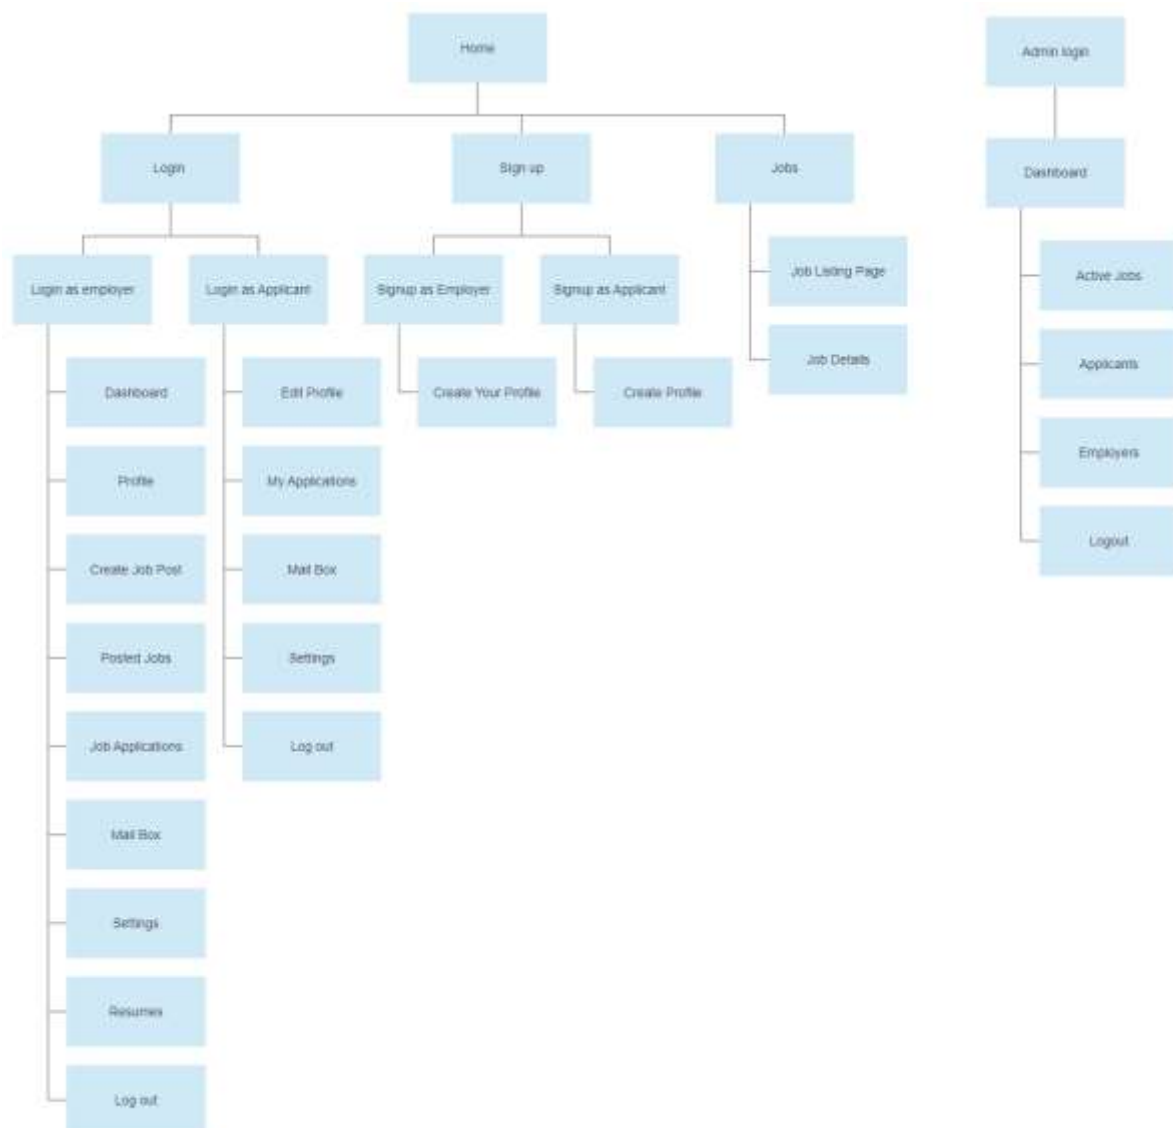 Home
Admin login
Login
Sign up
Jobs
Dashboard
Login as employer
Login as Applicant
Signup as Employer
Signup as Applicant
Job Listing Page
Active Jobs
Job Details
Applicants
Dashboard
Edit Profile
Create Your Profile
Create Profile
Employers
Profile
My Applications
Logout
Create Job Post
Mail Box
Posted Jobs
Settings
Job Applications
Log out
Mail Box
Settings
Resumes
Log out